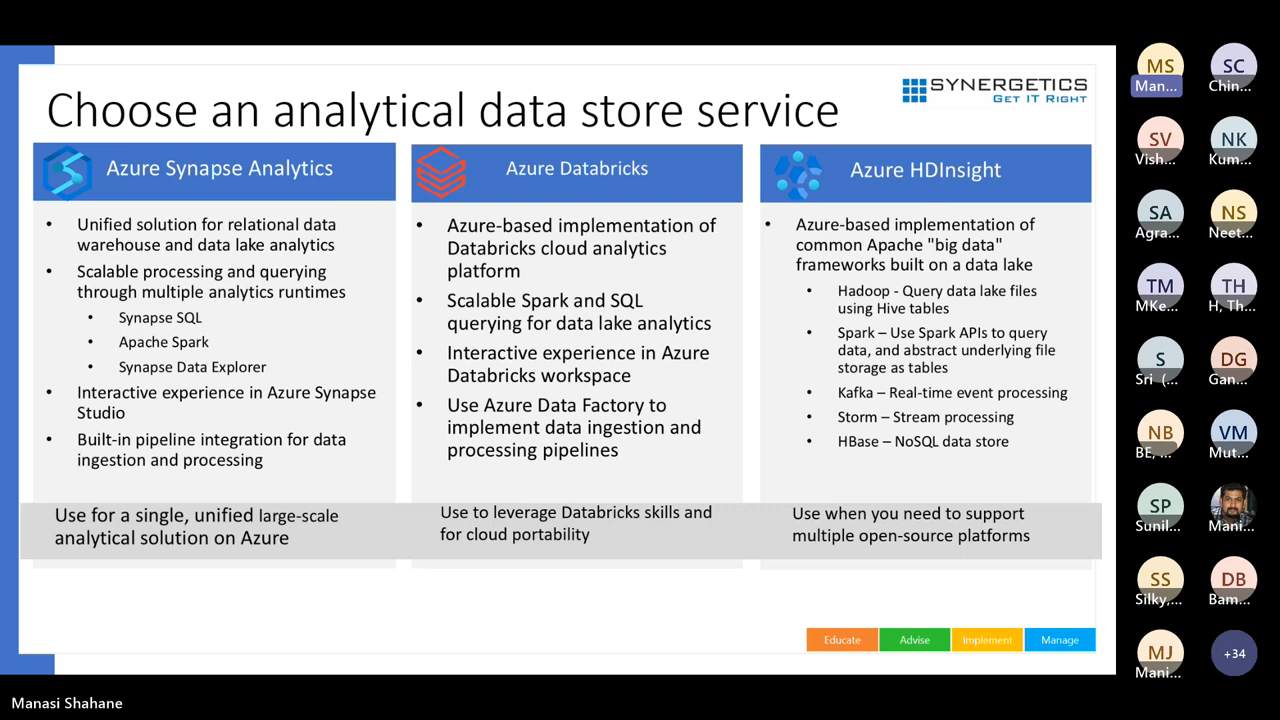 Choose an analytical data store service
SYNERGETICS
GET IT RIGHT
Azure Synapse Analytics
• Unified solution for relational data
warehouse and data lake analytics
• Scalable processing and querying
through multiple analytics runtimes
• Synapse SQL
• Apache Spark
• Synapse Data Explorer
• Interactive experience in Azure Synapse
Studio
• Built-in pipeline integration for data
ingestion and processing
Use for a single, unified large-scale
analytical solution on Azure
Azure Databricks
• Azure-based implementation of
Databricks cloud analytics
platform
• Scalable Spark and SQL
querying for data lake analytics
• Interactive experience in Azure
Databricks workspace
• Use Azure Data Factory to
implement data ingestion and
processing pipelines
Use to leverage Databricks skills and
for cloud portability
Azure HDInsight
• Azure-based implementation of
common Apache "big data"
frameworks built on a data lake
• Hadoop - Query data lake files
using Hive tables
• Spark – Use Spark APIs to query
data, and abstract underlying file
storage as tables
• Kafka – Real-time event processing
• Storm – Stream processing
• HBase – NoSQL data store
Use when you need to support
multiple open-source platforms
Educate
Advise
Implement
Manage
MS
Man...
SC
Chin...
SV
Vish...
NK
Kum...
SA
Agra...
NS
Neet...
TM
MKe...
TH
H, Th...
S
Sri (...
DG
Gan...
NB
BE, ...
VM
Mut...
SP
Sunil...
Mani...
SS
Silky,...
DB
Bam...
MJ
Mani...
+34
Manasi Shahane